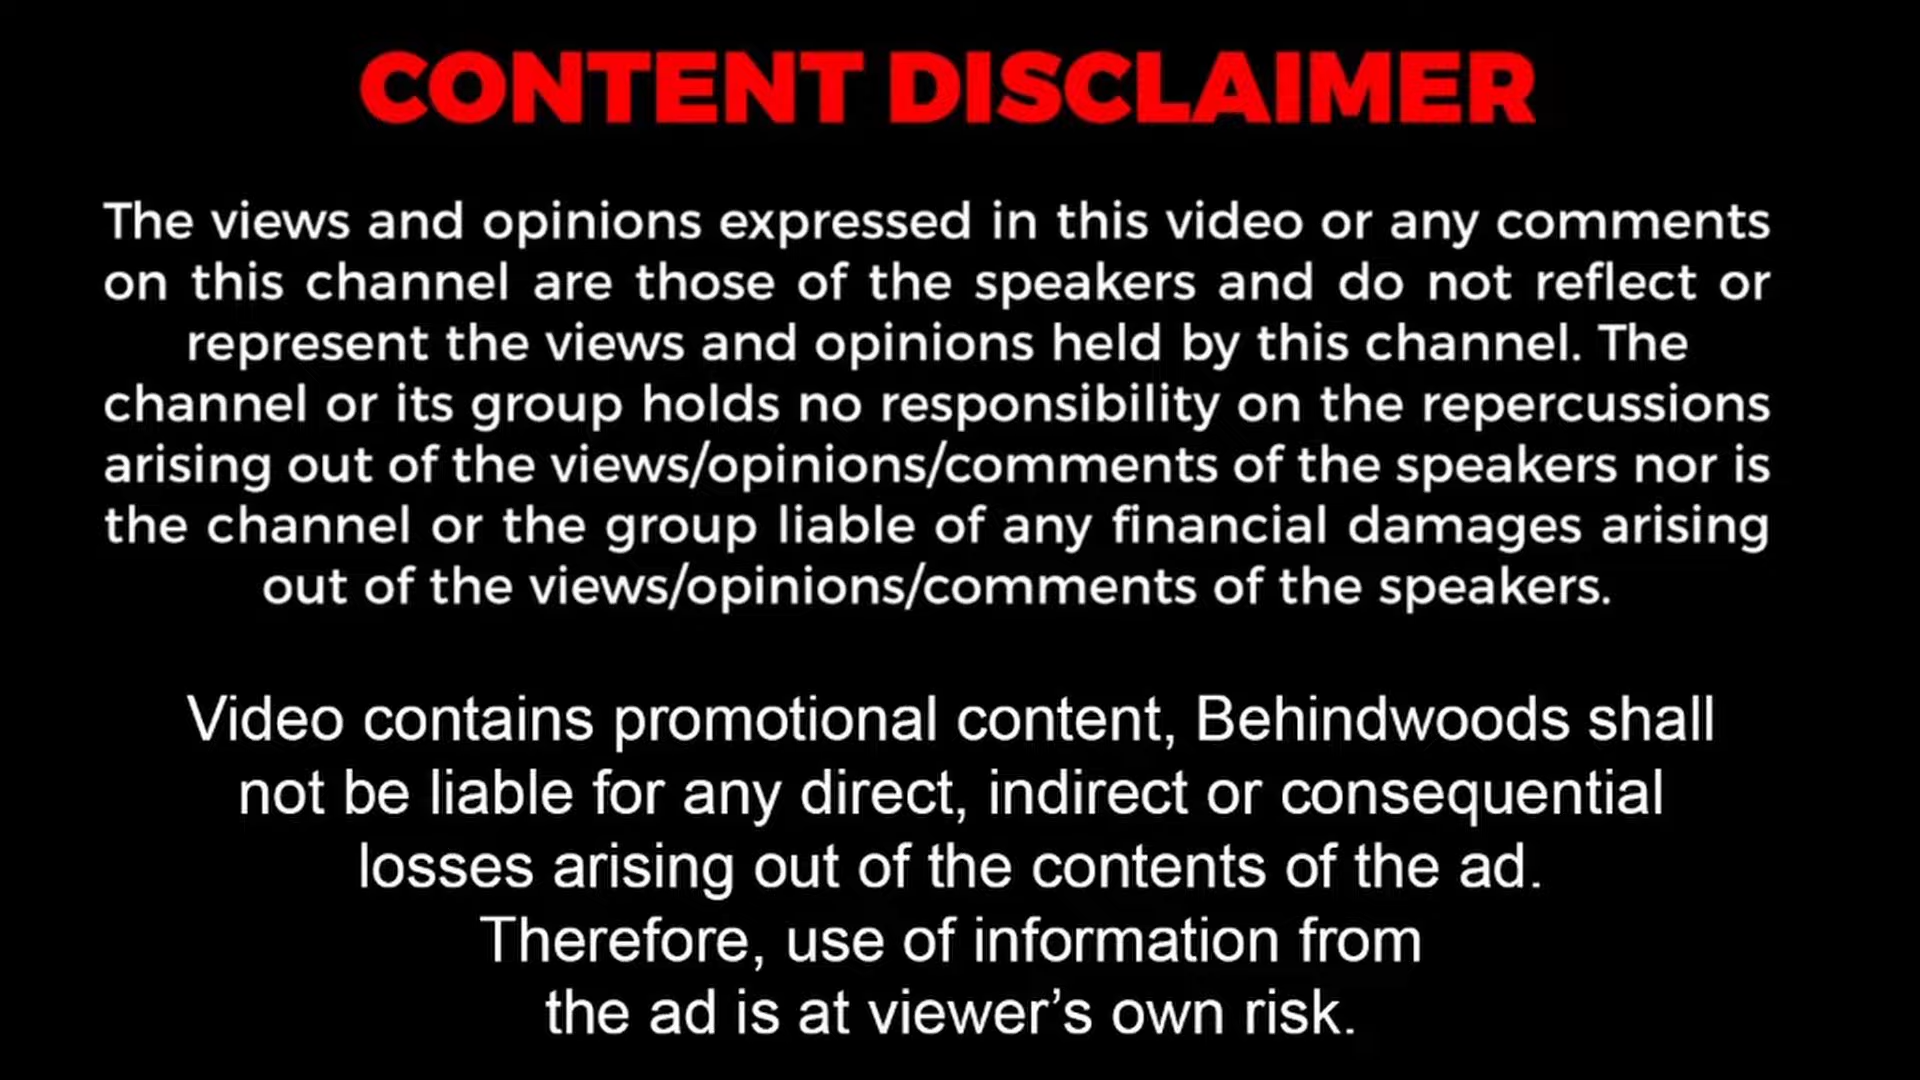 CONTENT DISCLAIMER
The views and opinions expressed in this video or any comments
on this channel are those of the speakers and do not reflect or
represent the views and opinions held by this channel. The
channel or its group holds no responsibility on the repercussions
arising out of the views/opinions/comments of the speakers nor is
the channel or the group liable of any financial damages arising
out of the views/opinions/comments of the speakers.
Video contains promotional content, Behindwoods shall
not be liable for any direct, indirect or consequential
losses arising out of the contents of the ad.
Therefore, use of information from
the ad is at viewer’s own risk.